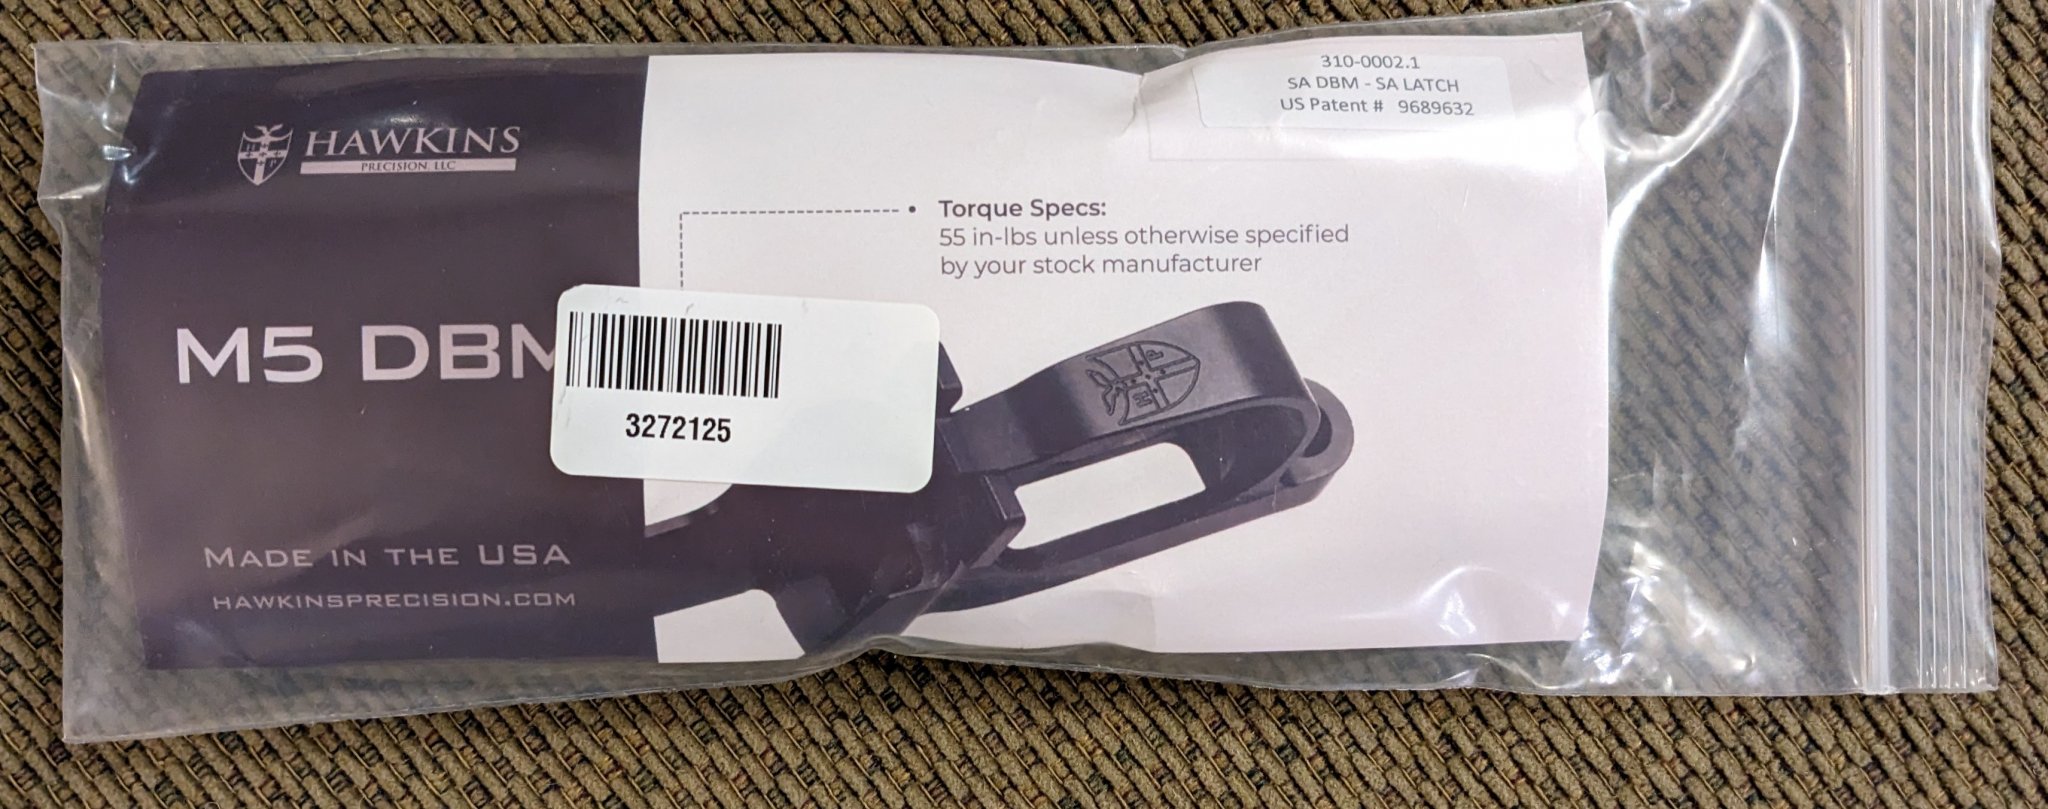 HAWKINS
PRECISION, LLC
M5 DBM
MADE IN THE USA
HAWKINSPRECISION.COM
310-0002.1
SA DBM - SA LATCH
US Patent # 9689632
• Torque Specs:
55 in-lbs unless otherwise specified
by your stock manufacturer
3272125
H P